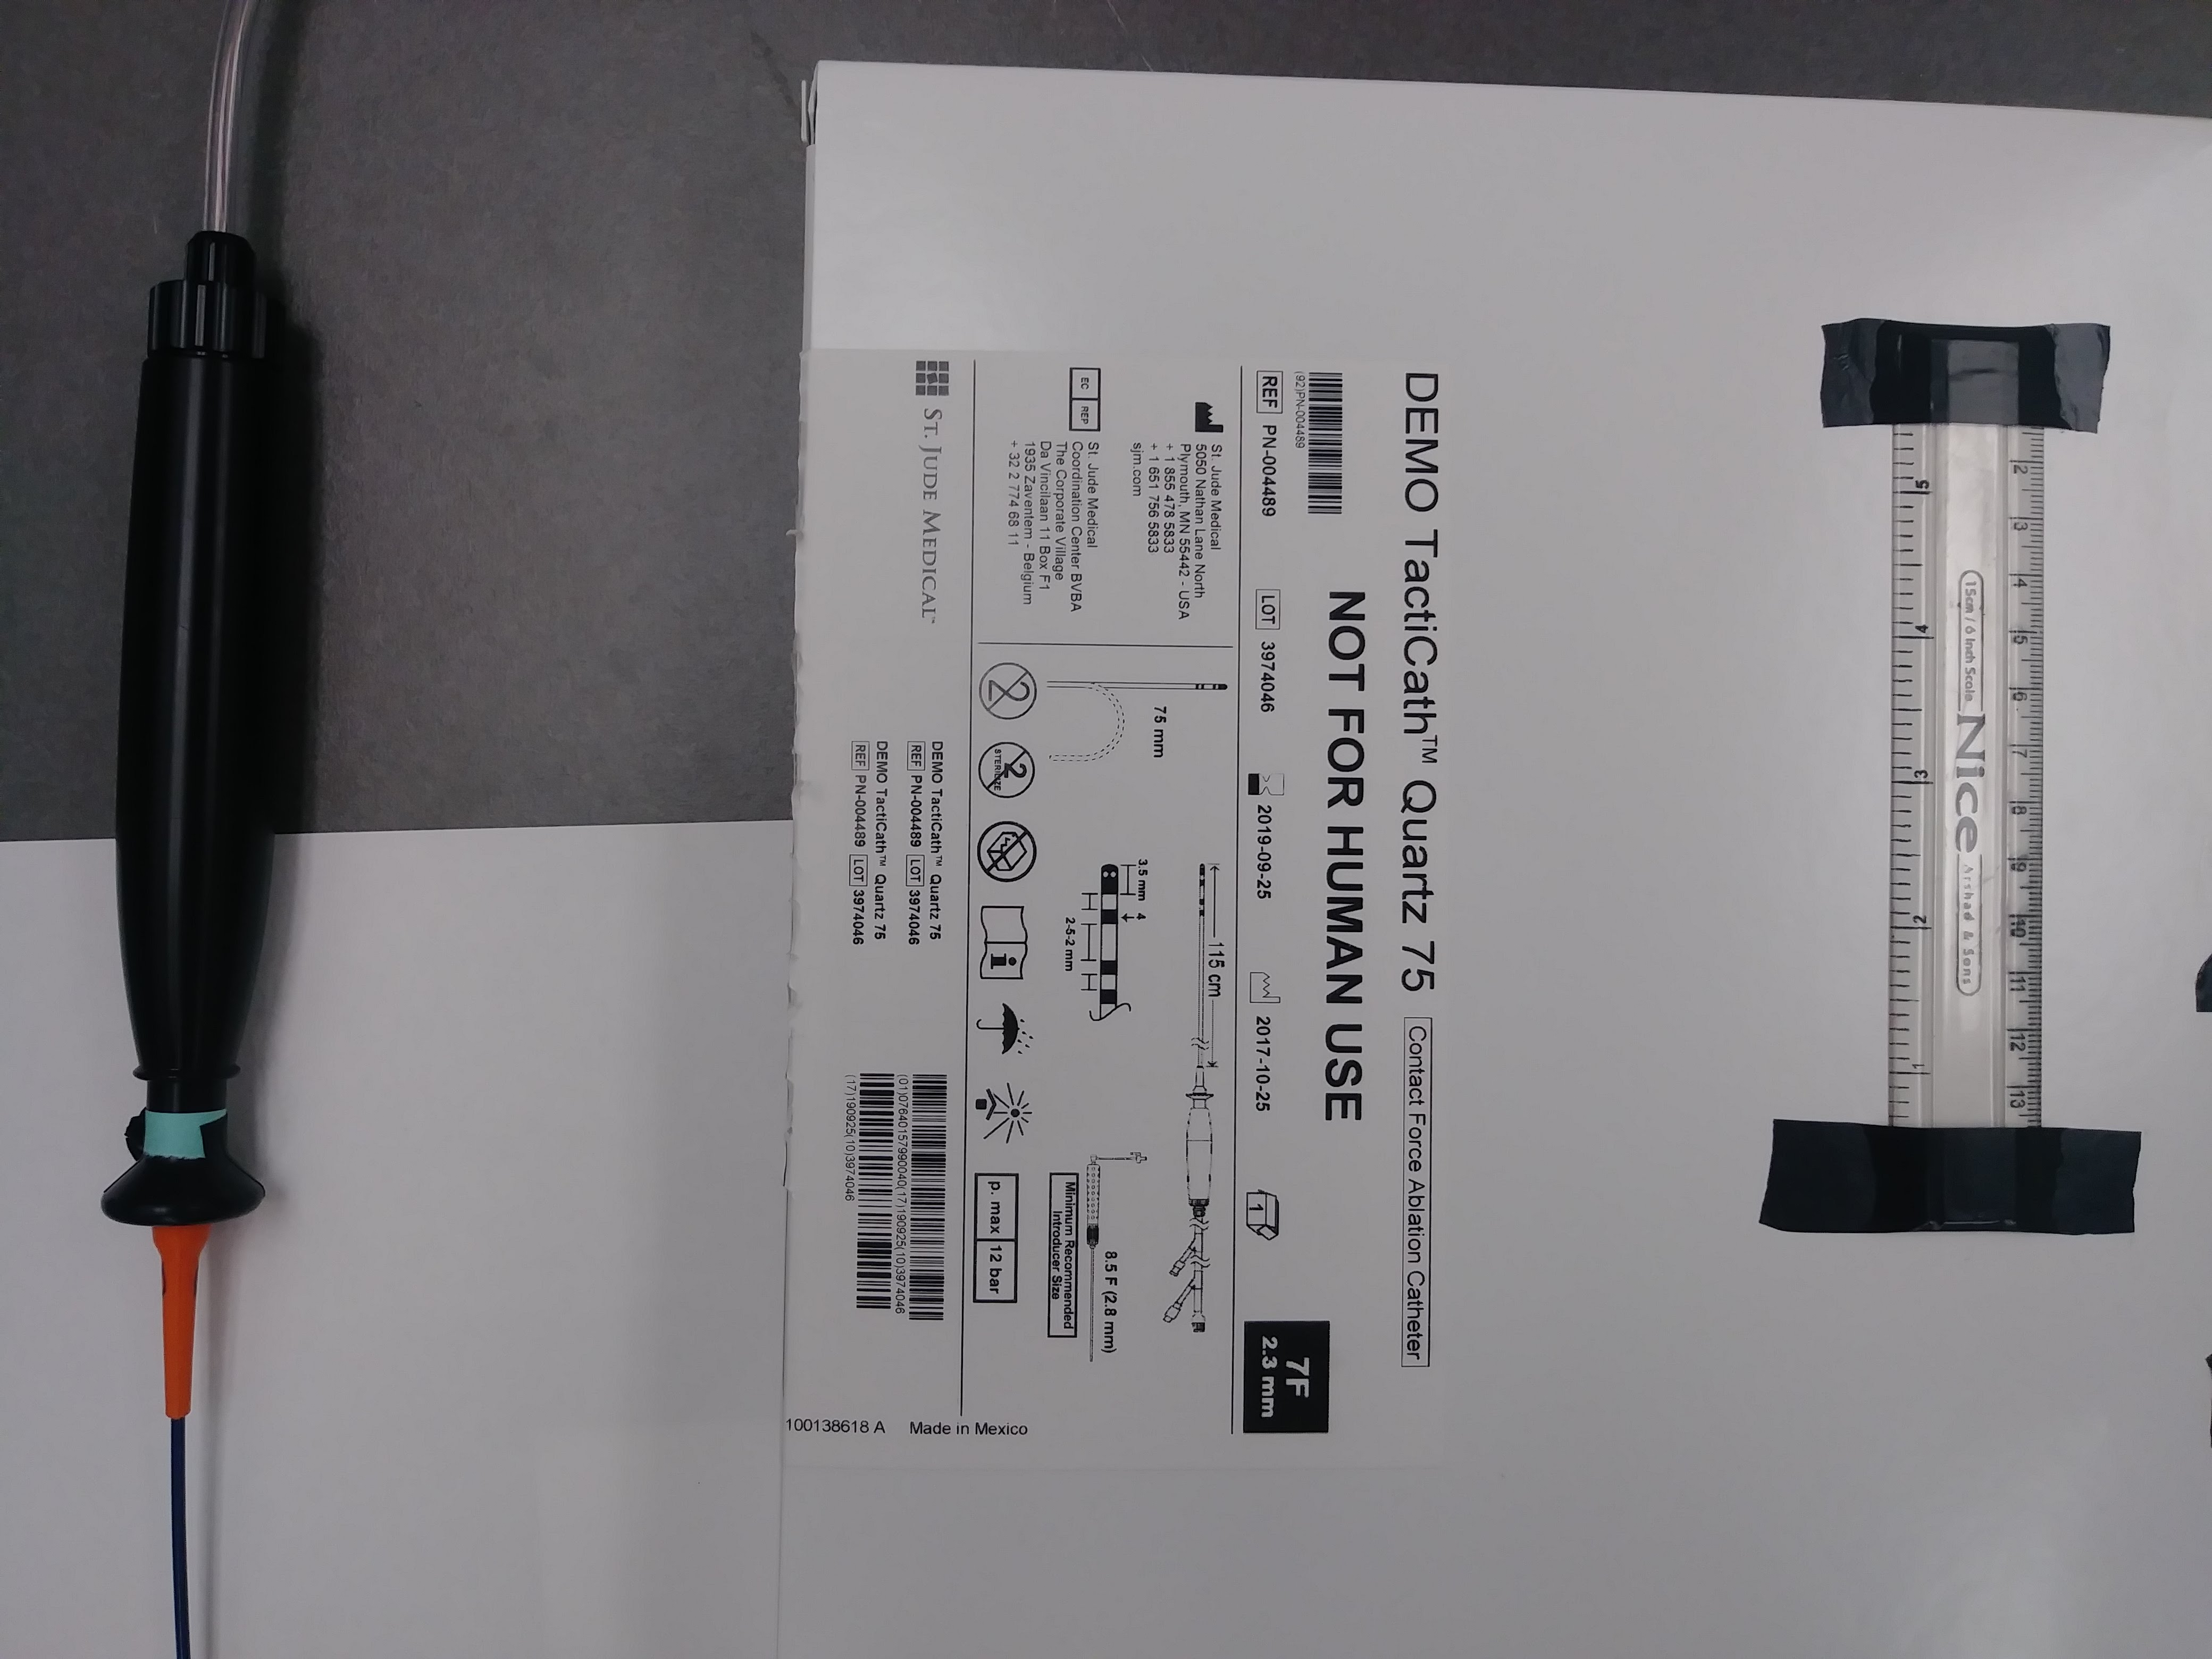 DEMO TactiCath™ Quartz 75 Contact Force Ablation Catheter
NOT FOR HUMAN USE
(92)PN-004489
REF PN-004489 LOT 3974046 2019-09-25 2017-10-25 1
7F
2.3 mm
St. Jude Medical
5050 Nathan Lane North
Plymouth, MN 55442 - USA
+ 1 855 478 5833
+ 1 651 756 5833
sjm.com
EC REP
St. Jude Medical
Coordination Center BVBA
The Corporate Village
Da Vincilaan 11 Box F1
1935 Zaventem - Belgium
+ 32 2 774 68 11
75 mm
115 cm
3.5 mm 4
2-5-2 mm
8.5 F (2.8 mm)
Minimum Recommended
Introducer Size
2
2
STERILIZE
i
p. max 12 bar
ST. JUDE MEDICAL™
DEMO TactiCath™ Quartz 75
REF PN-004489 LOT 3974046
DEMO TactiCath™ Quartz 75
REF PN-004489 LOT 3974046
(01)07640157990040(17)190925(10)3974046
(17)190925(10)3974046
100138618 A Made in Mexico
2 3 4 5 6 7 8 9 10 11 12 13
15cm / 6 Inch Scale Nice Arshad & Sons
5 4 3 2 1